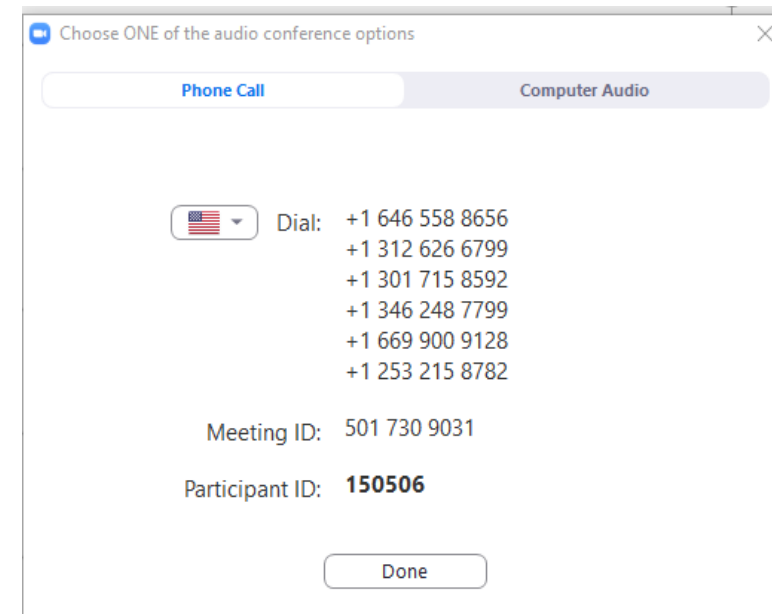 Choose ONE of the audio conference options
Phone Call Computer Audio
Dial: +1 646 558 8656
+1 312 626 6799
+1 301 715 8592
+1 346 248 7799
+1 669 900 9128
+1 253 215 8782
Meeting ID: 501 730 9031
Participant ID: 150506
Done